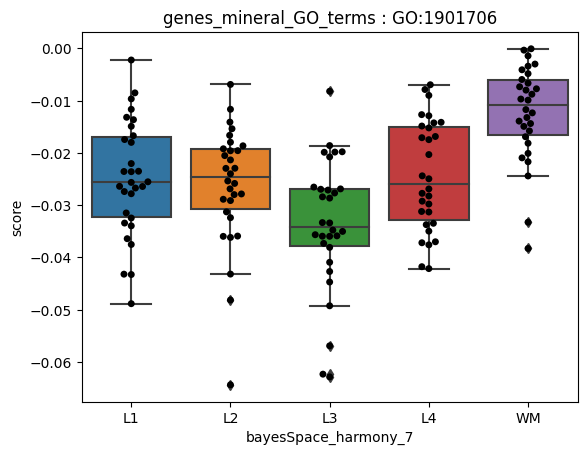 genes_mineral_GO_terms : GO:1901706
0.00
−0.01
−0.02
−0.03
−0.04
−0.05
−0.06
score
L1 L2 L3 L4 WM
bayesSpace_harmony_7